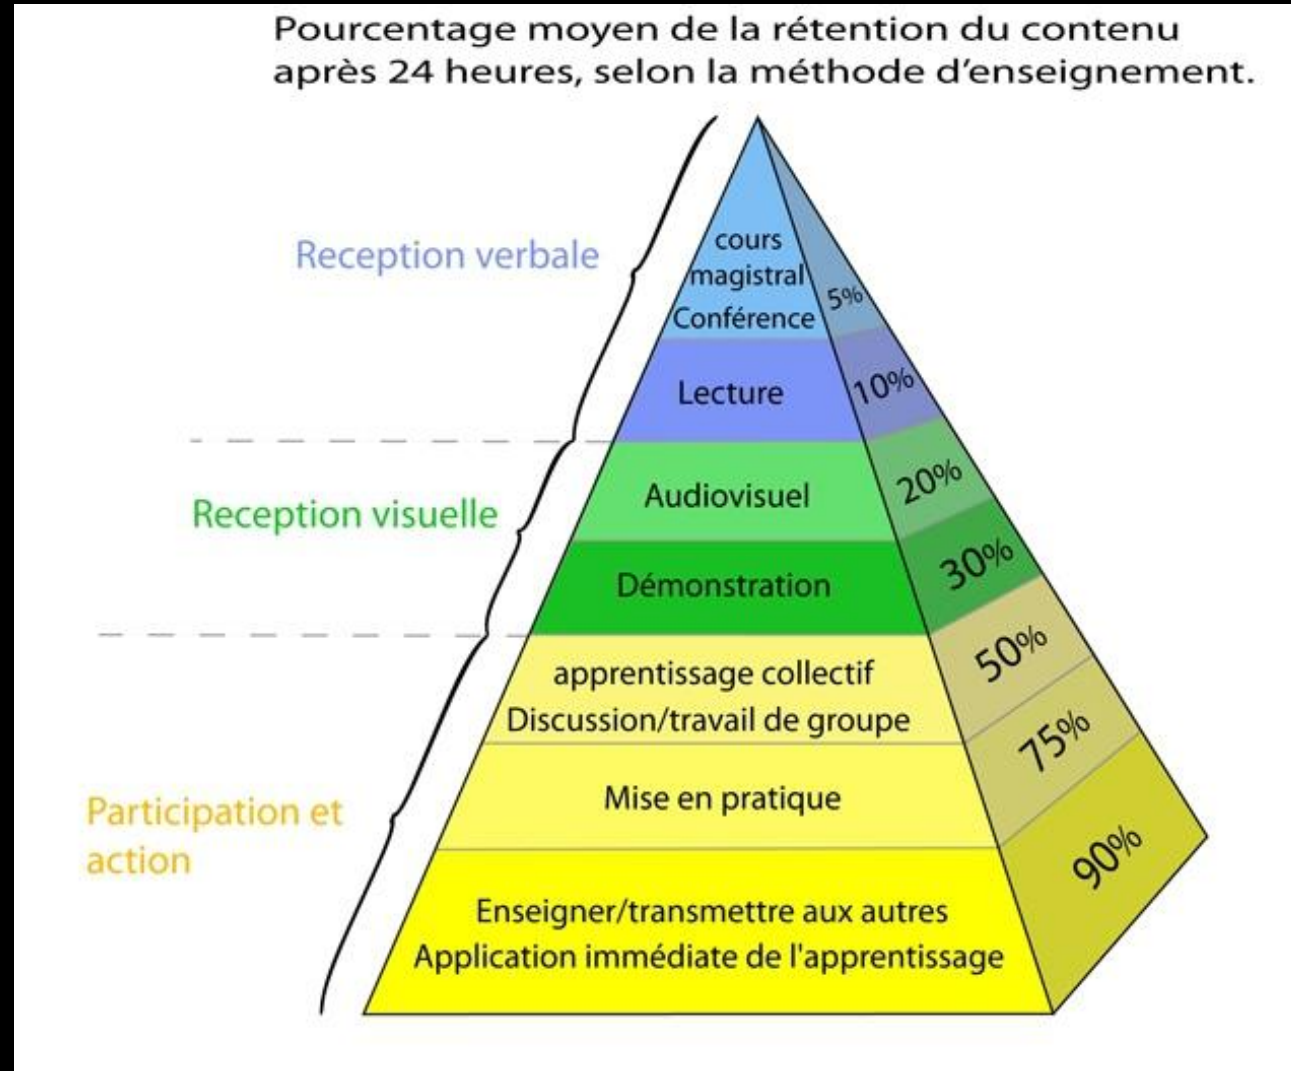 Pourcentage moyen de la rétention du contenu
après 24 heures, selon la méthode d'enseignement.
Reception verbale
cours
magistral
Conférence
5%
Lecture
10%
Reception visuelle
Audiovisuel
20%
Démonstration
30%
Participation et
action
apprentissage collectif
Discussion/travail de groupe
50%
Mise en pratique
75%
Enseigner/transmettre aux autres
Application immédiate de l'apprentissage
90%